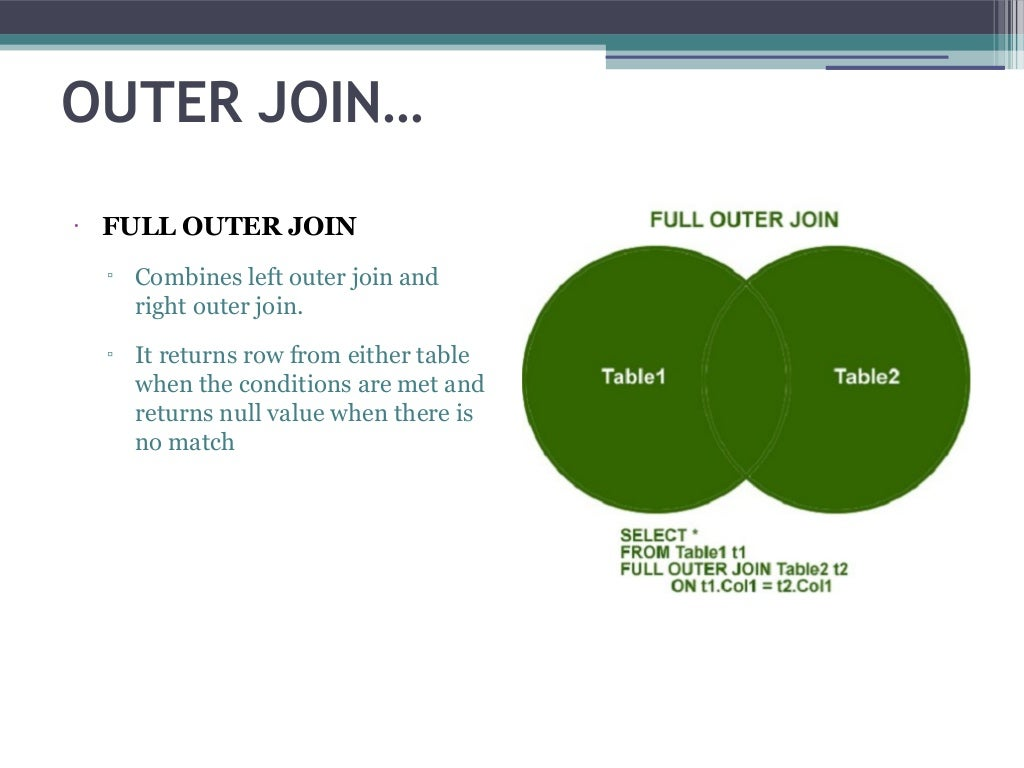 OUTER JOIN…
FULL OUTER JOIN
Combines left outer join and
right outer join.
It returns row from either table
when the conditions are met and
returns null value when there is
no match
FULL OUTER JOIN
Table1
Table2
SELECT *
FROM Table1 t1
FULL OUTER JOIN Table2 t2
ON t1.Col1 = t2.Col1